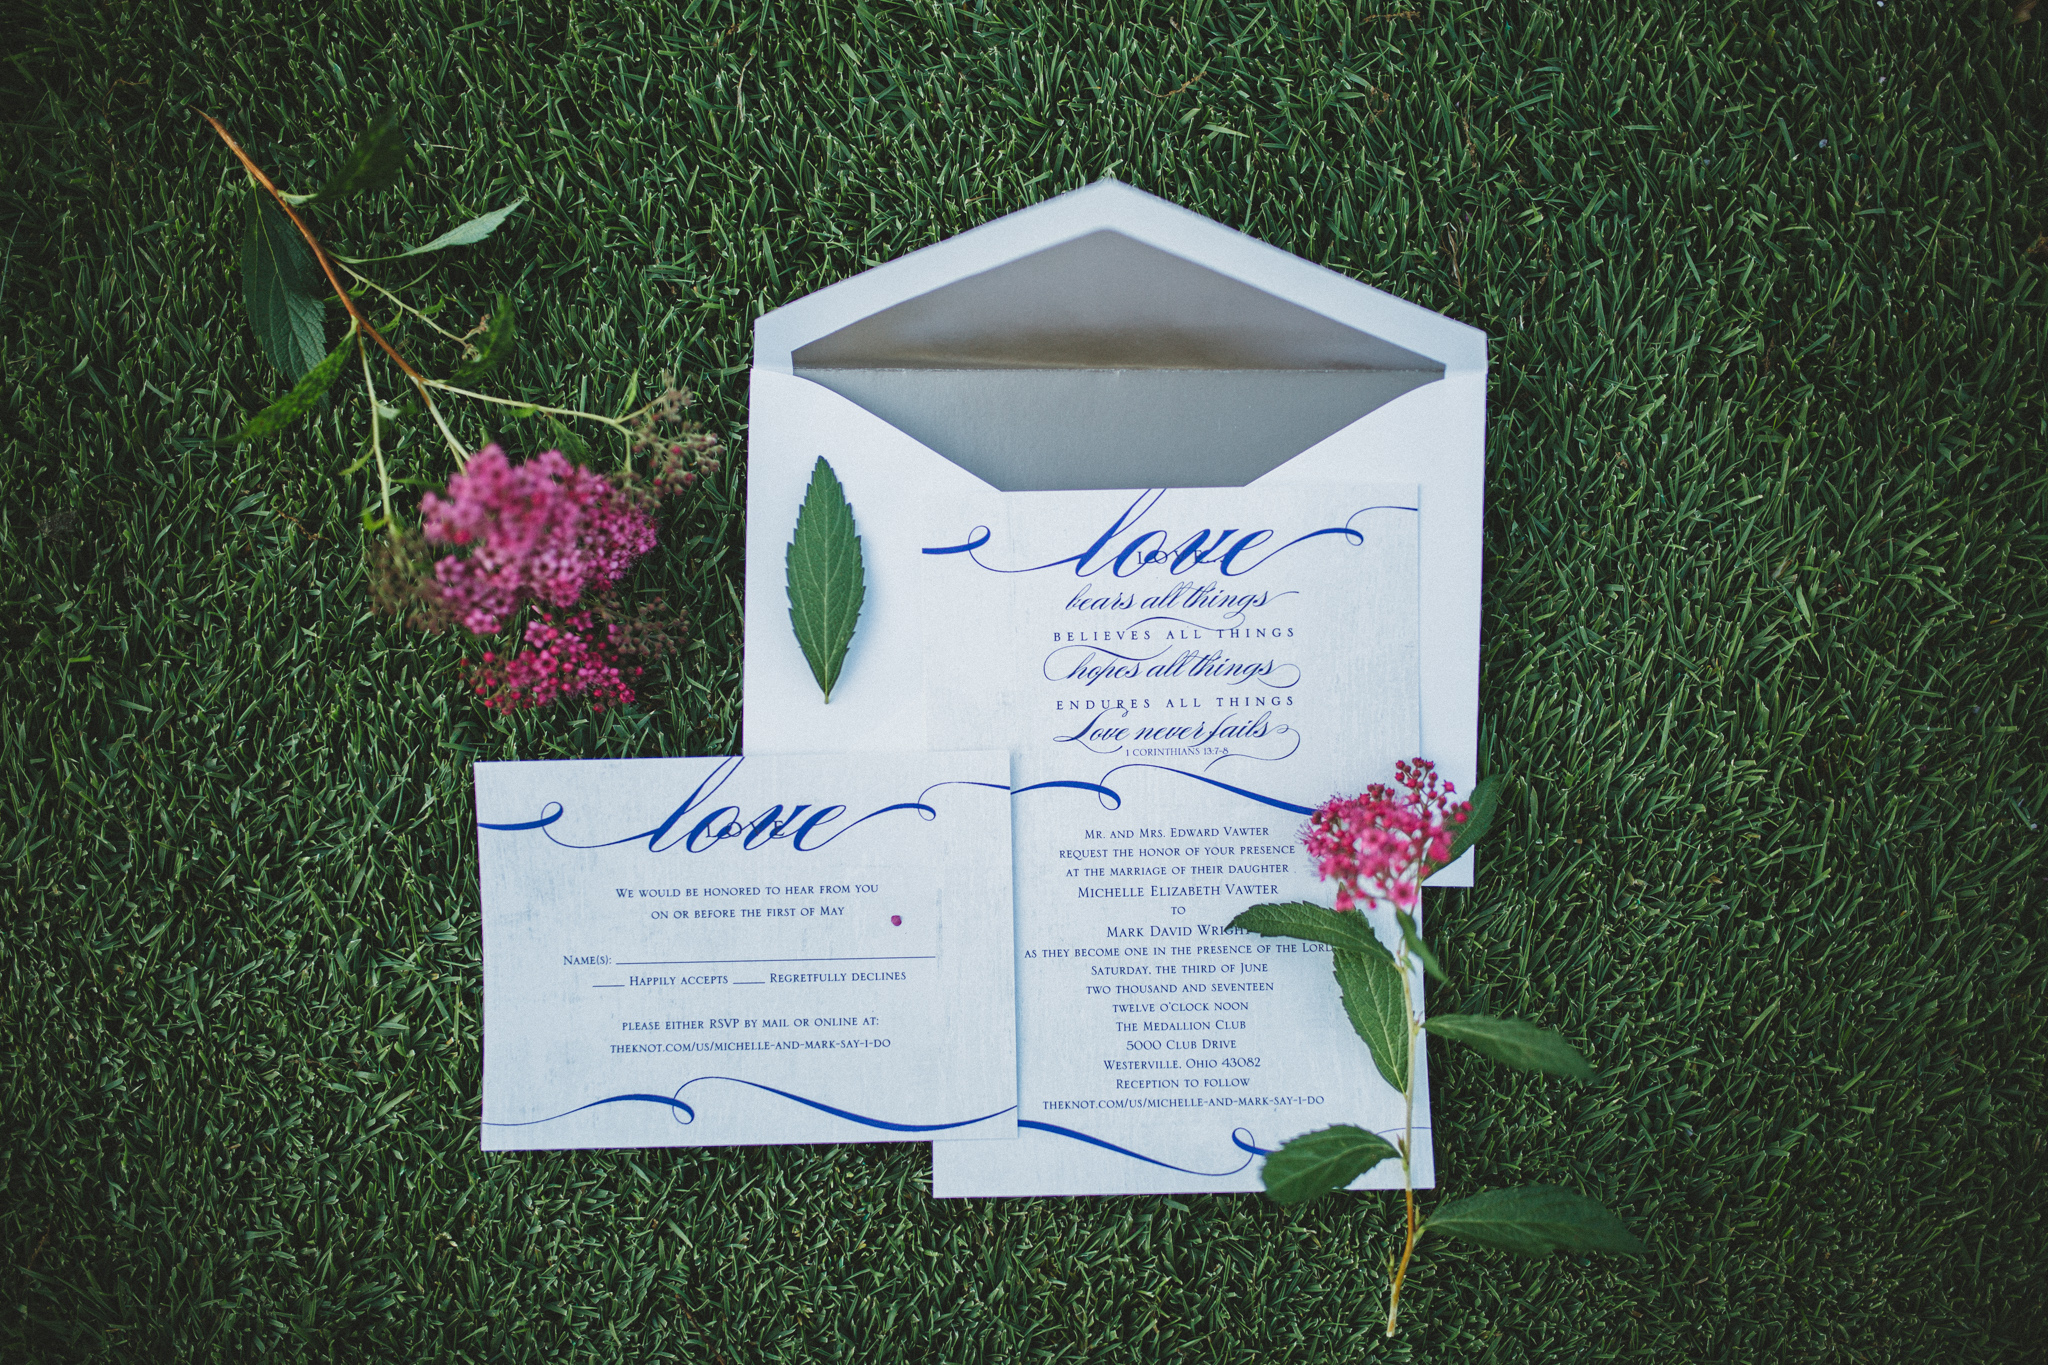 love
LOVE
bears all things
BELIEVES ALL THINGS
hopes all things
ENDURES ALL THINGS
Love never fails
1 CORINTHIANS 13:7-8
MR. AND MRS. EDWARD VAWTER
REQUEST THE HONOR OF YOUR PRESENCE
AT THE MARRIAGE OF THEIR DAUGHTER
MICHELLE ELIZABETH VAWTER
TO
MARK DAVID WRIGHT
AS THEY BECOME ONE IN THE PRESENCE OF THE LORD
SATURDAY, THE THIRD OF JUNE
TWO THOUSAND AND SEVENTEEN
TWELVE O'CLOCK NOON
THE MEDALLION CLUB
5000 CLUB DRIVE
WESTERVILLE, OHIO 43082
RECEPTION TO FOLLOW
THEKNOT.COM/US/MICHELLE-AND-MARK-SAY-I-DO
love
LOVE
WE WOULD BE HONORED TO HEAR FROM YOU
ON OR BEFORE THE FIRST OF MAY
NAME(S): ____
____ HAPPILY ACCEPTS ____ REGRETFULLY DECLINES
PLEASE EITHER RSVP BY MAIL OR ONLINE AT:
THEKNOT.COM/US/MICHELLE-AND-MARK-SAY-I-DO